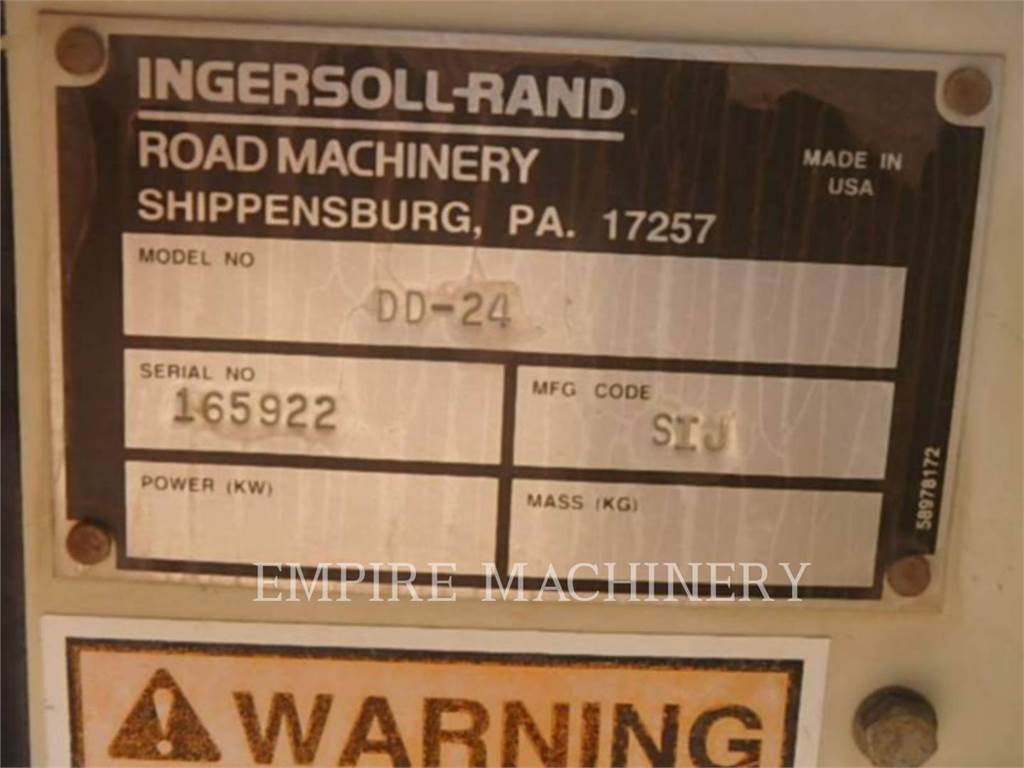 INGERSOLL-RAND
ROAD MACHINERY
SHIPPENSBURG, PA. 17257
MADE IN
USA
MODEL NO
DD-24
SERIAL NO
165922
MFG CODE
SIJ
POWER (KW)
MASS (KG)
58978172
EMPIRE MACHINERY
WARNING